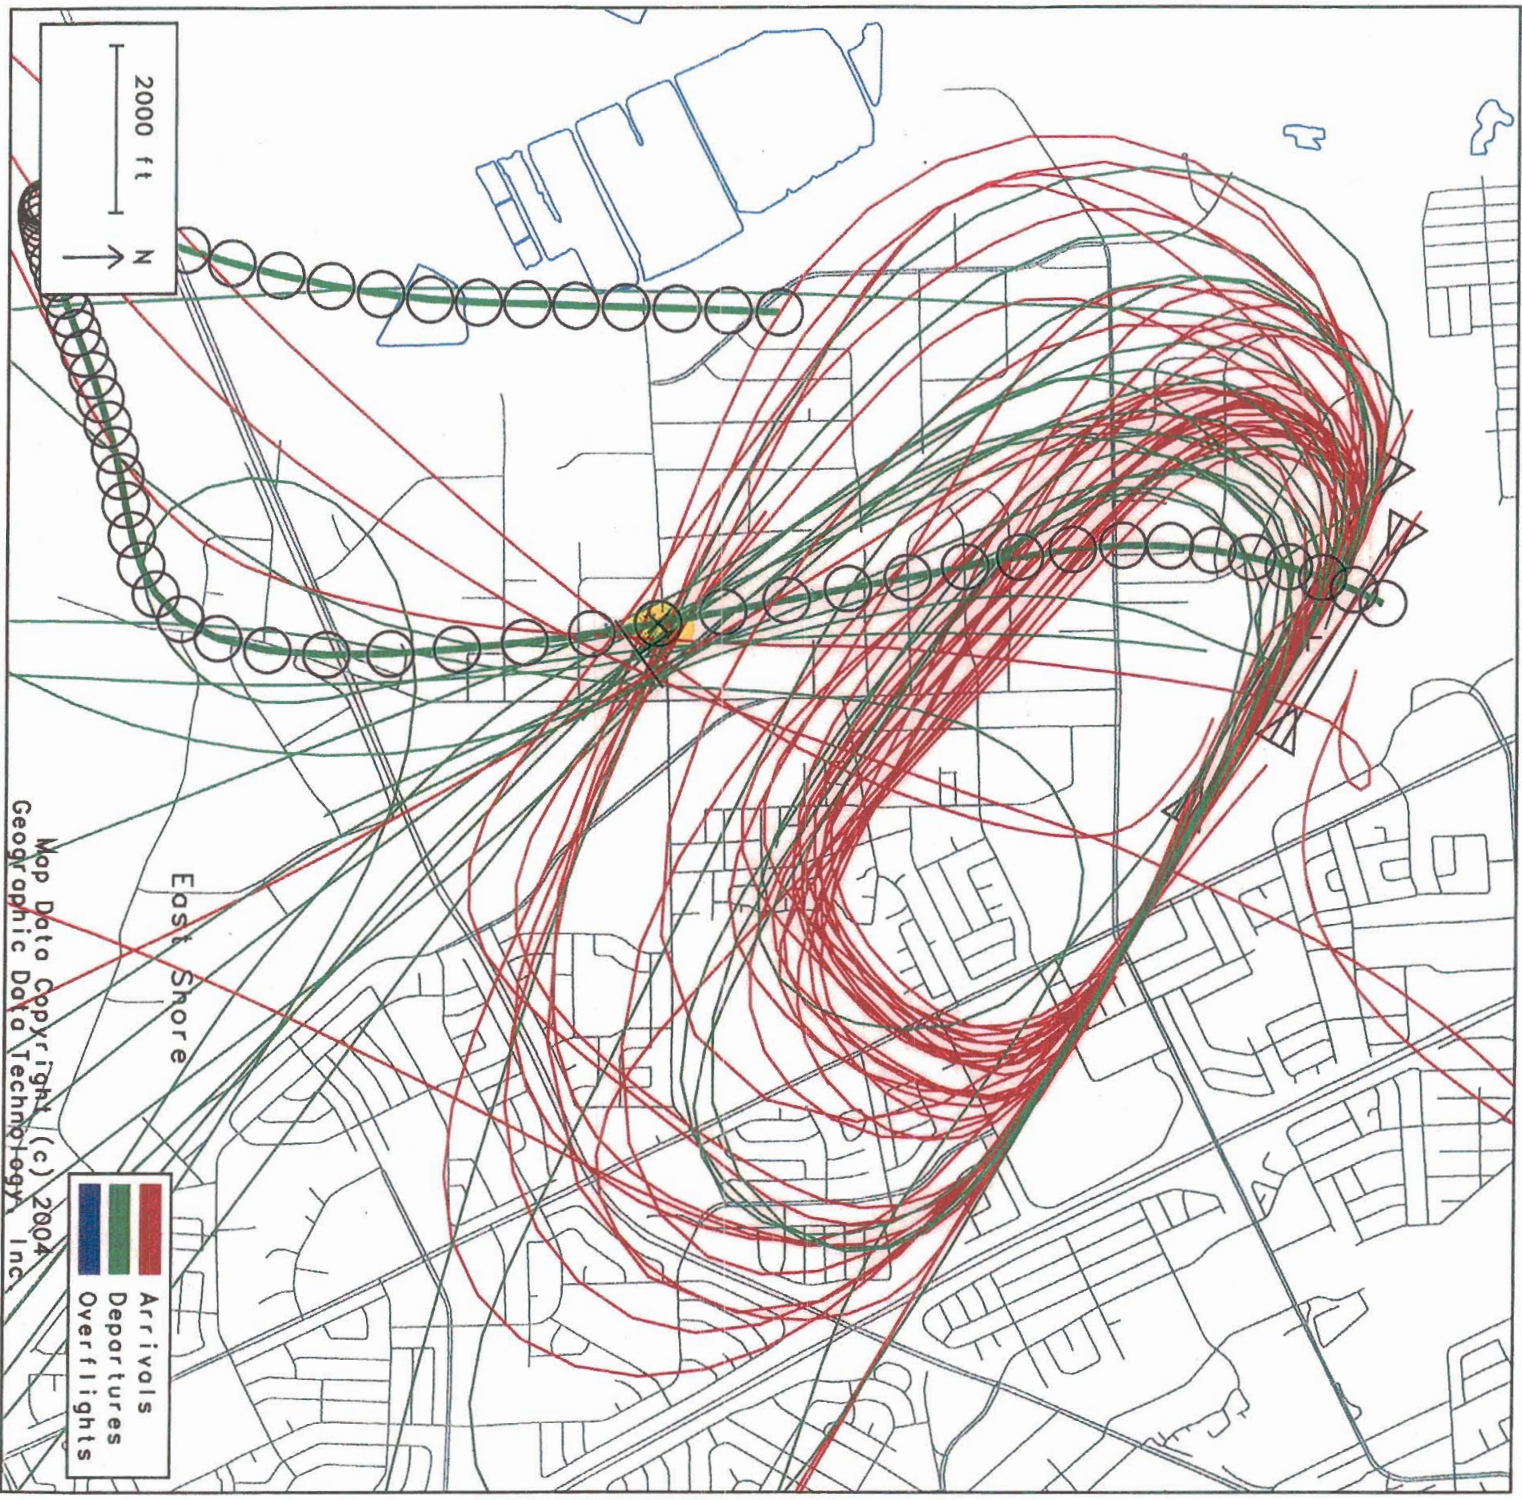 2000 ft
N
East Shore
Map Data Copyright (c) 2004
Geographic Data Technology, Inc.
Arrivals
Departures
Overflights